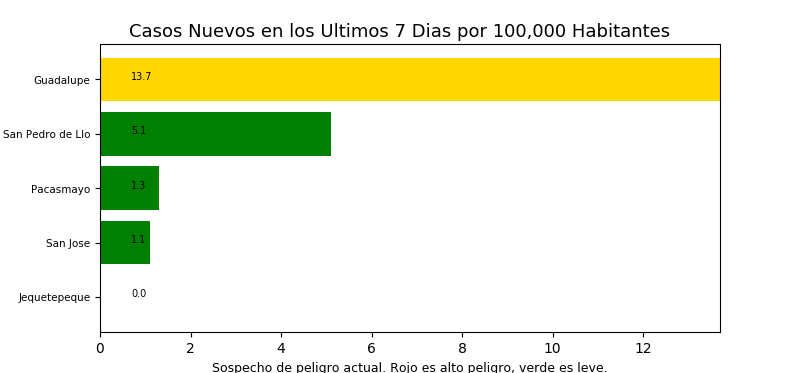 Casos Nuevos en los Ultimos 7 Dias por 100,000 Habitantes
Guadalupe 13.7
San Pedro de Llo 5.1
Pacasmayo 1.3
San Jose 1.1
Jequetepeque 0.0
0 2 4 6 8 10 12
Sospecho de peligro actual. Rojo es alto peligro, verde es leve.